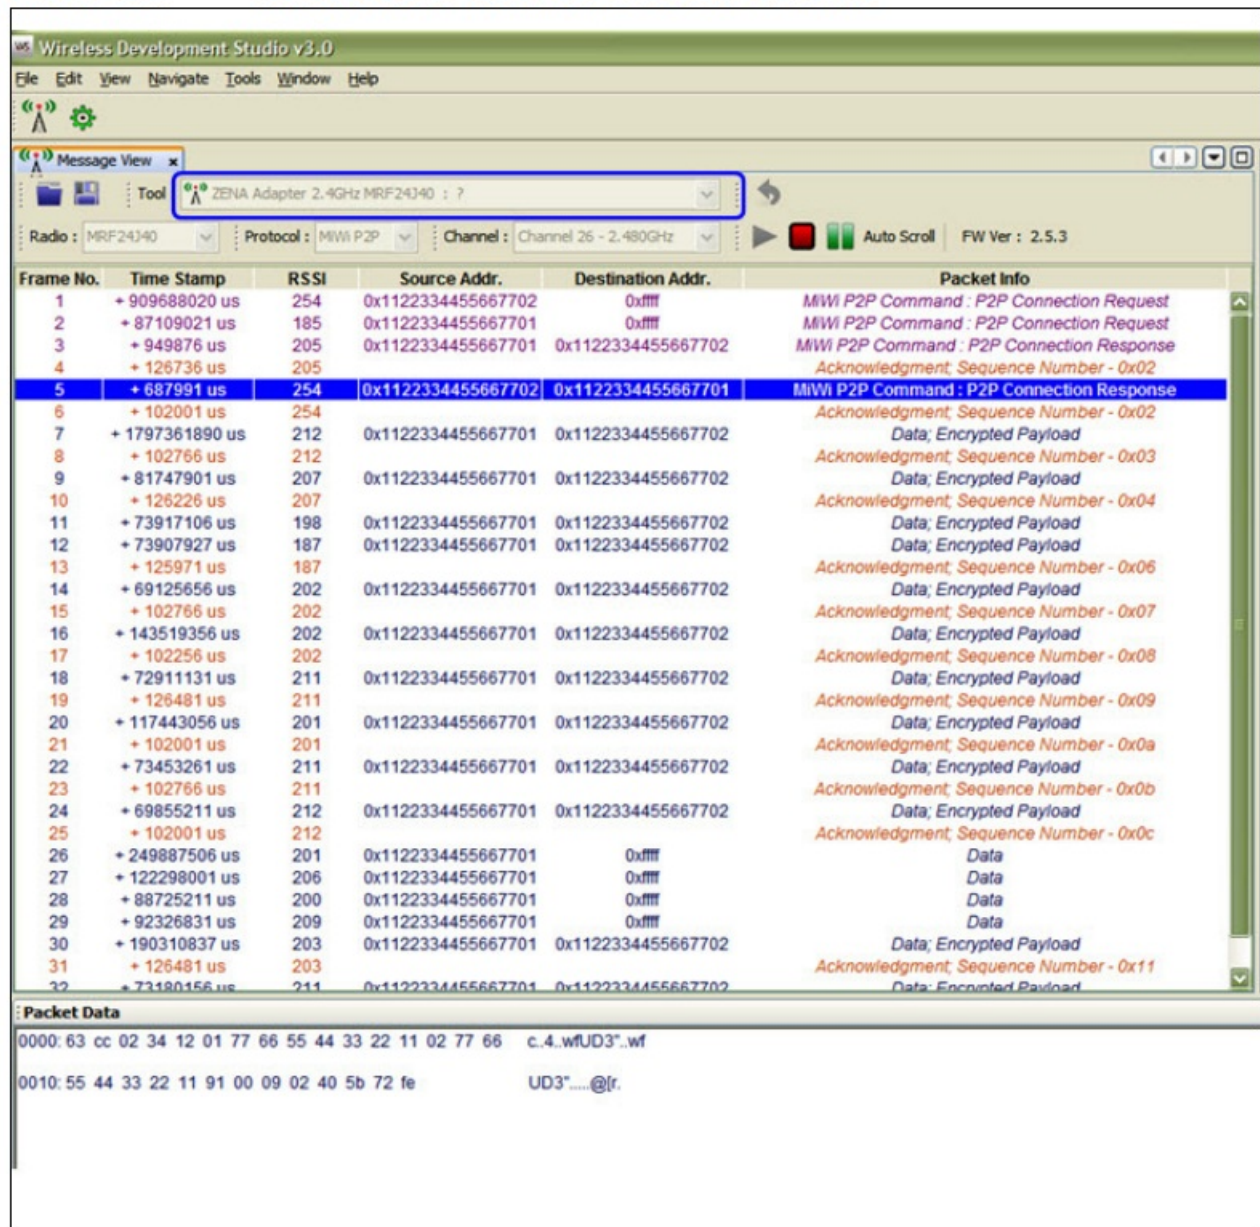 Wireless Development Studio v3.0
File Edit View Navigate Tools Window Help
Message View x
Tool ZENA Adapter 2.4GHz MRF24J40 : ?
Radio : MRF24J40 Protocol : MiWi P2P Channel : Channel 26 - 2.480GHz Auto Scroll FW Ver : 2.5.3
Frame No. Time Stamp RSSI Source Addr. Destination Addr. Packet Info
1 + 909688020 us 254 0x1122334455667702 0xffff MiWi P2P Command : P2P Connection Request
2 + 87109021 us 185 0x1122334455667701 0xffff MiWi P2P Command : P2P Connection Request
3 + 949876 us 205 0x1122334455667701 0x1122334455667702 MiWi P2P Command : P2P Connection Response
4 + 126736 us 205 Acknowledgment; Sequence Number - 0x02
5 + 687991 us 254 0x1122334455667702 0x1122334455667701 MiWi P2P Command : P2P Connection Response
6 + 102001 us 254 Acknowledgment; Sequence Number - 0x02
7 + 1797361890 us 212 0x1122334455667701 0x1122334455667702 Data; Encrypted Payload
8 + 102766 us 212 Acknowledgment; Sequence Number - 0x03
9 + 81747901 us 207 0x1122334455667701 0x1122334455667702 Data; Encrypted Payload
10 + 126226 us 207 Acknowledgment; Sequence Number - 0x04
11 + 73917106 us 198 0x1122334455667701 0x1122334455667702 Data; Encrypted Payload
12 + 73907927 us 187 0x1122334455667701 0x1122334455667702 Data; Encrypted Payload
13 + 125971 us 187 Acknowledgment; Sequence Number - 0x06
14 + 69125656 us 202 0x1122334455667701 0x1122334455667702 Data; Encrypted Payload
15 + 102766 us 202 Acknowledgment; Sequence Number - 0x07
16 + 143519356 us 202 0x1122334455667701 0x1122334455667702 Data; Encrypted Payload
17 + 102256 us 202 Acknowledgment; Sequence Number - 0x08
18 + 72911131 us 211 0x1122334455667701 0x1122334455667702 Data; Encrypted Payload
19 + 126481 us 211 Acknowledgment; Sequence Number - 0x09
20 + 117443056 us 201 0x1122334455667701 0x1122334455667702 Data; Encrypted Payload
21 + 102001 us 201 Acknowledgment; Sequence Number - 0x0a
22 + 73453261 us 211 0x1122334455667701 0x1122334455667702 Data; Encrypted Payload
23 + 102766 us 211 Acknowledgment; Sequence Number - 0x0b
24 + 69855211 us 212 0x1122334455667701 0x1122334455667702 Data; Encrypted Payload
25 + 102001 us 212 Acknowledgment; Sequence Number - 0x0c
26 + 249887506 us 201 0x1122334455667701 0xffff Data
27 + 122298001 us 206 0x1122334455667701 0xffff Data
28 + 88725211 us 200 0x1122334455667701 0xffff Data
29 + 92326831 us 209 0x1122334455667701 0xffff Data
30 + 190310837 us 203 0x1122334455667701 0x1122334455667702 Data; Encrypted Payload
31 + 126481 us 203 Acknowledgment; Sequence Number - 0x11
32 + 73180156 us 211 0x1122334455667701 0x1122334455667702 Data; Encrypted Payload
Packet Data
0000: 63 cc 02 34 12 01 77 66 55 44 33 22 11 02 77 66 c..4..wfUD3"..wf
0010: 55 44 33 22 11 91 00 09 02 40 5b 72 fe UD3".....@[r.